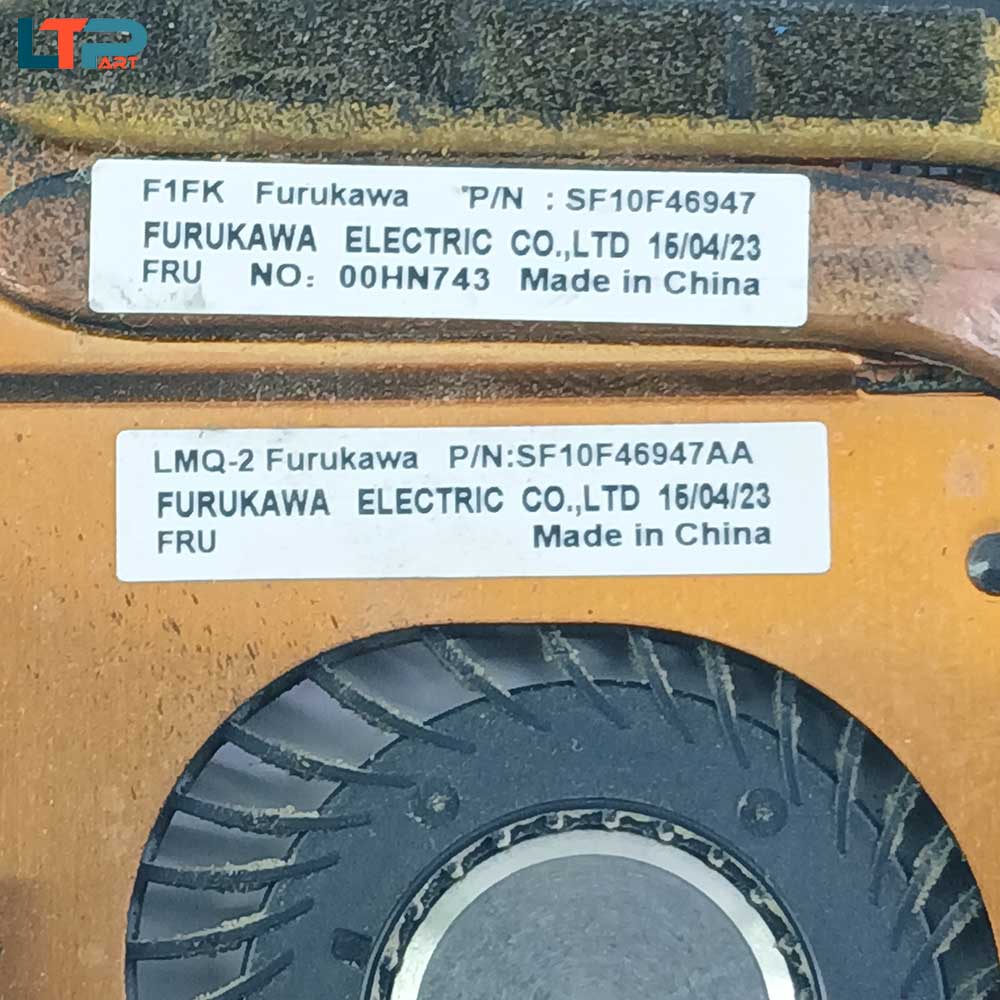 LTPART
F1FK Furukawa P/N : SF10F46947
FURUKAWA ELECTRIC CO.,LTD 15/04/23
FRU NO: 00HN743 Made in China
LMQ-2 Furukawa P/N:SF10F46947AA
FURUKAWA ELECTRIC CO.,LTD 15/04/23
FRU Made in China